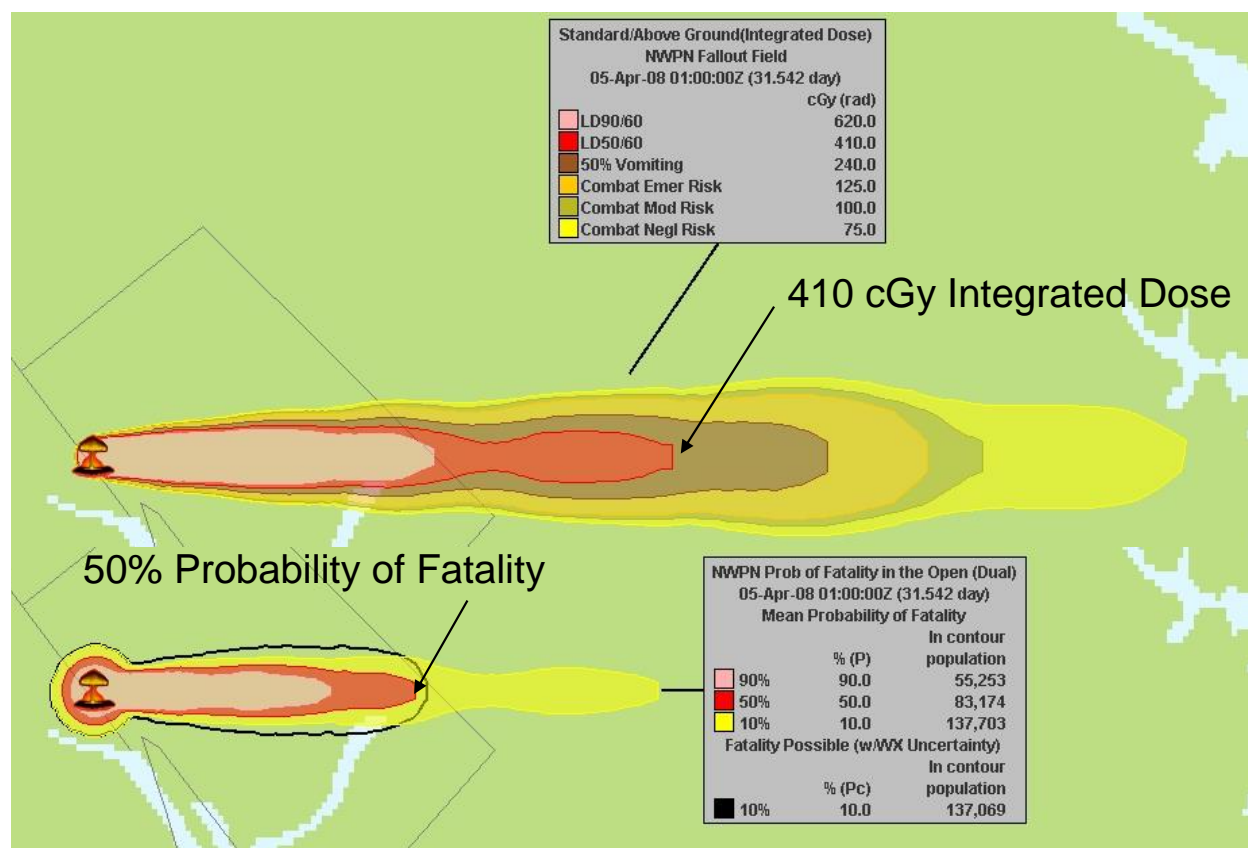 Standard/Above Ground(Integrated Dose)
NWPN Fallout Field
05-Apr-08 01:00:00Z (31.542 day)
cGy (rad)
LD90/60 620.0
LD50/60 410.0
50% Vomiting 240.0
Combat Emer Risk 125.0
Combat Mod Risk 100.0
Combat Negl Risk 75.0
410 cGy Integrated Dose
50% Probability of Fatality
NWPN Prob of Fatality in the Open (Dual)
05-Apr-08 01:00:00Z (31.542 day)
Mean Probability of Fatality
In contour
% (P) population
90% 90.0 55,253
50% 50.0 83,174
10% 10.0 137,703
Fatality Possible (w/WX Uncertainty)
In contour
% (Pc) population
10% 10.0 137,069